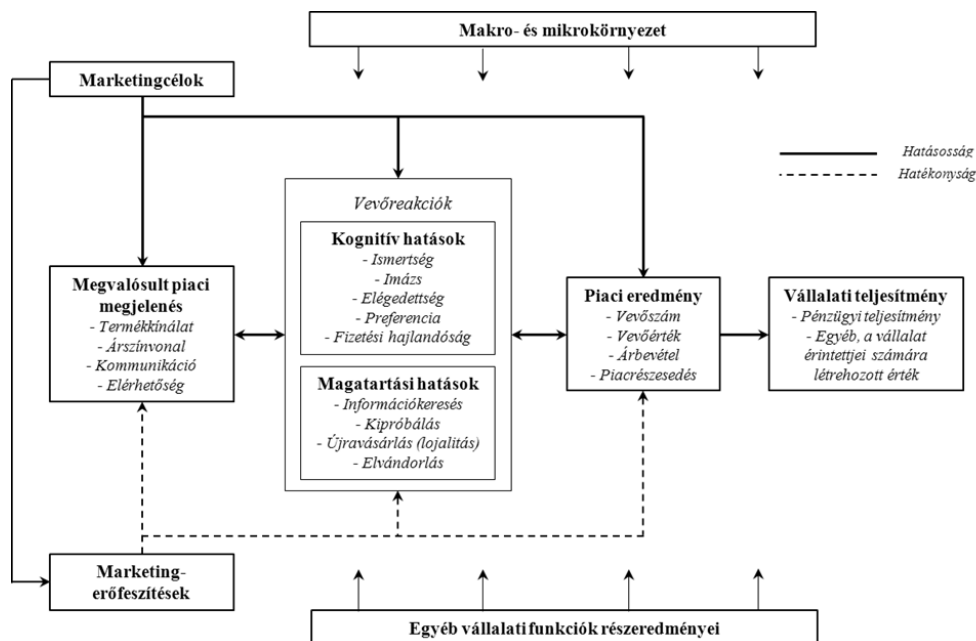 Makro- és mikrokörnyezet
Marketingcélok
Hatásosság
Hatékonyság
Vevőreakciók
Kognitív hatások
- Ismertség
- Imázs
- Elégedettség
- Preferencia
- Fizetési hajlandóság
Megvalósult piaci
megjelenés
- Termékkínálat
- Árszínvonal
- Kommunikáció
- Elérhetőség
Piaci eredmény
- Vevőszám
- Vevőérték
- Árbevétel
- Piacrészesedés
Vállalati teljesítmény
- Pénzügyi teljesítmény
- Egyéb, a vállalat
érintettjei számára
létrehozott érték
Magatartási hatások
- Információkeresés
- Kipróbálás
- Újravásárlás (lojalitás)
- Elvándorlás
Marketing-
erőfeszítések
Egyéb vállalati funkciók részeredményei